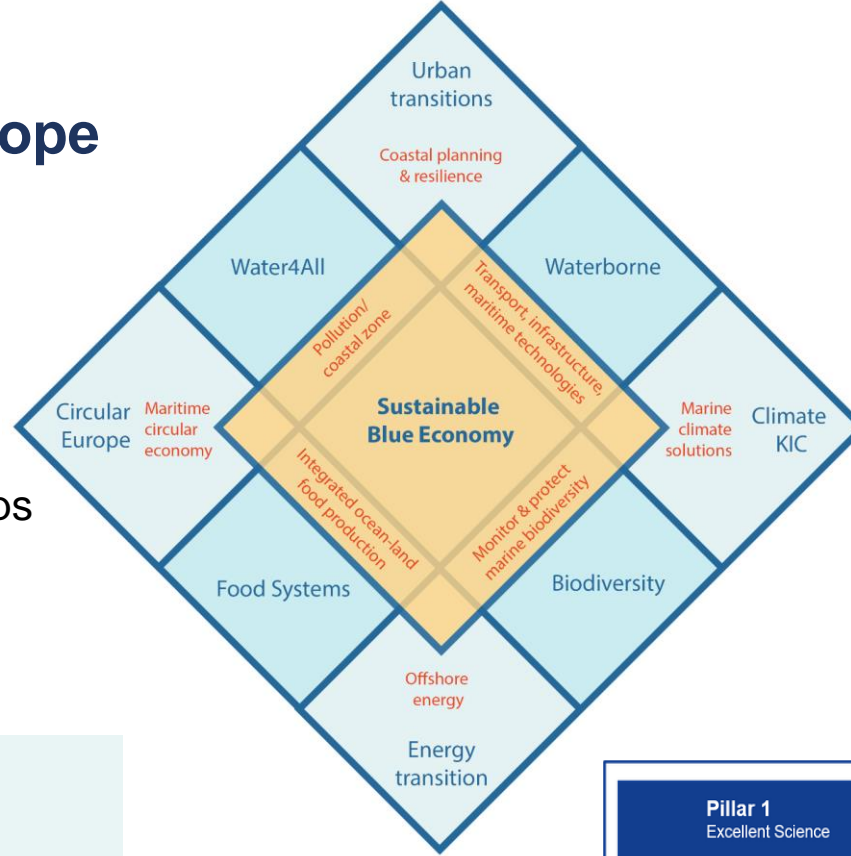 ope
Urban
transitions
Coastal planning
& resilience
Water4All
Waterborne
Pollution/
coastal zone
Transport, infrastructure,
maritime technologies
Circular
Europe
Maritime
circular
economy
Sustainable
Blue Economy
Marine
climate
solutions
Climate
KIC
os
Integrated ocean-land
food production
Monitor & protect
marine biodiversity
Food Systems
Biodiversity
Offshore
energy
Energy
transition
Pillar 1
Excellent Science